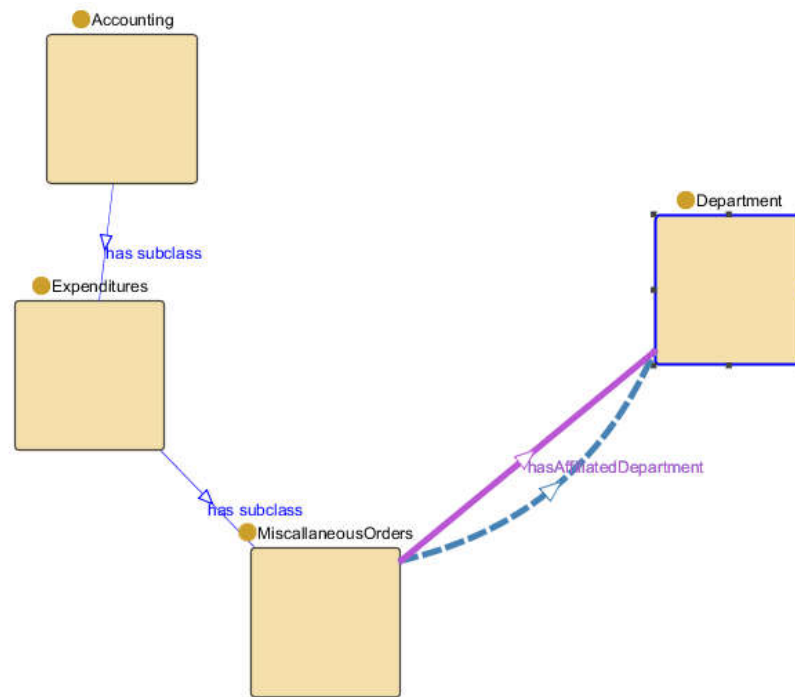 Accounting
has subclass
Department
Expenditures
hasAffiliatedDepartment
has subclass
MiscallaneousOrders